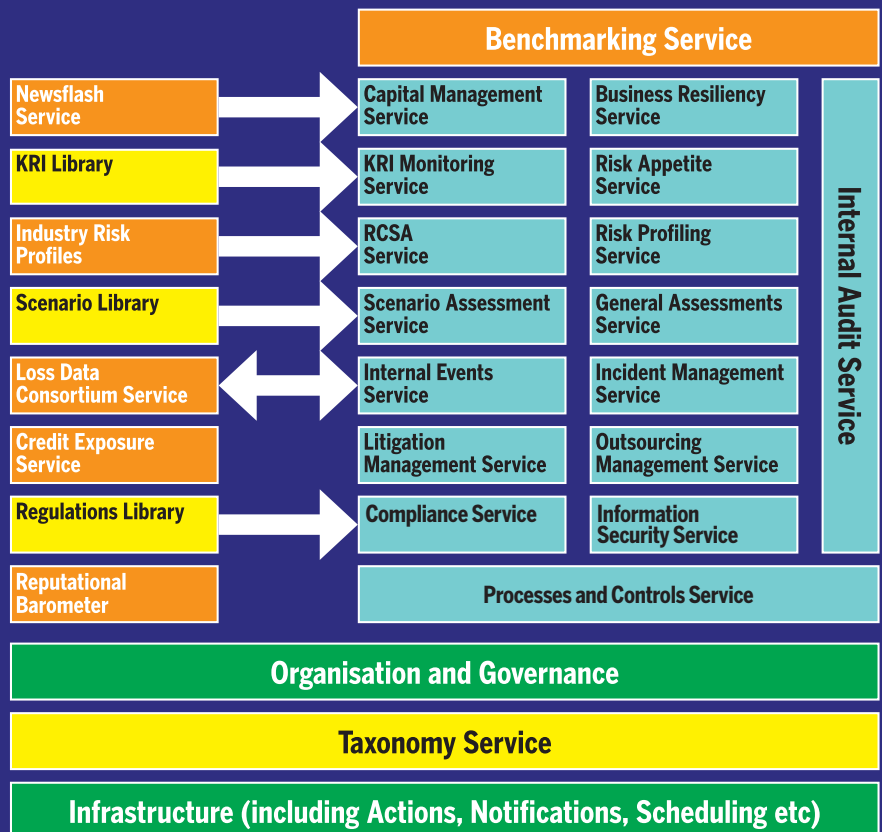 Benchmarking Service
Newsflash
Service
Capital Management
Service
Business Resiliency
Service
KRI Library
KRI Monitoring
Service
Risk Appetite
Service
Industry Risk
Profiles
RCSA
Service
Risk Profiling
Service
Scenario Library
Scenario Assessment
Service
General Assessments
Service
Loss Data
Consortium Service
Internal Events
Service
Incident Management
Service
Credit Exposure
Service
Litigation
Management Service
Outsourcing
Management Service
Regulations Library
Compliance Service
Information
Security Service
Internal Audit Service
Reputational
Barometer
Processes and Controls Service
Organisation and Governance
Taxonomy Service
Infrastructure (including Actions, Notifications, Scheduling etc)